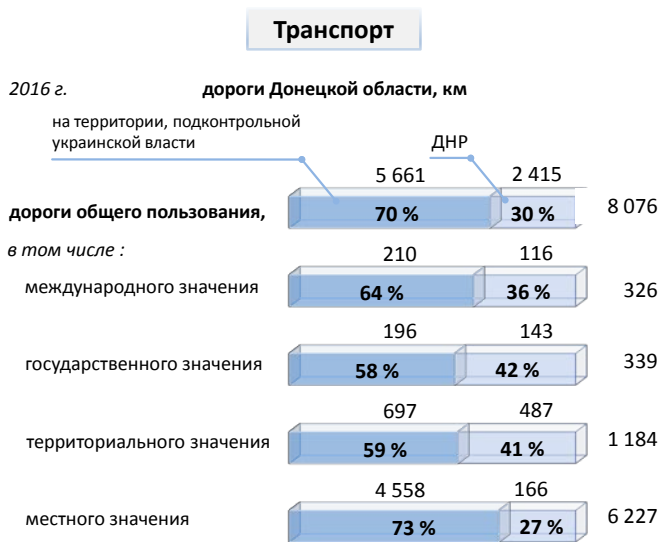 Транспорт
2016 г.
дороги Донецкой области, км
на территории, подконтрольной
украинской власти
ДНР
5 661
2 415
дороги общего пользования,
70 %
30 %
8 076
в том числе :
210
116
международного значения
64 %
36 %
326
196
143
государственного значения
58 %
42 %
339
697
487
территориального значения
59 %
41 %
1 184
4 558
166
местного значения
73 %
27 %
6 227